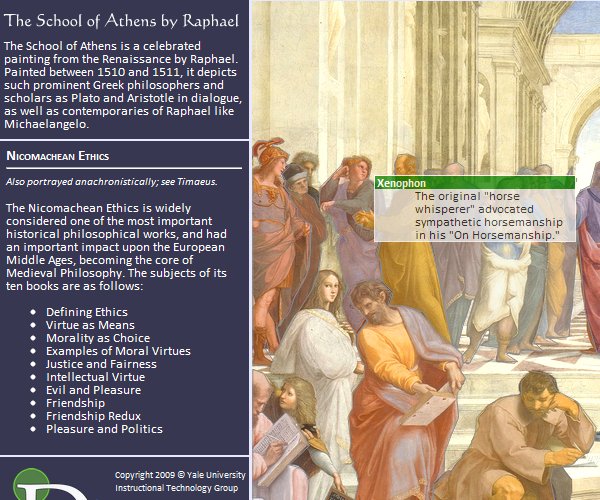 The School of Athens by Raphael
The School of Athens is a celebrated
painting from the Renaissance by Raphael.
Painted between 1510 and 1511, it depicts
such prominent Greek philosophers and
scholars as Plato and Aristotle in dialogue,
as well as contemporaries of Raphael like
Michaelangelo.
Nicomachean Ethics
Also portrayed anachronistically; see Timaeus.
The Nicomachean Ethics is widely
considered one of the most important
historical philosophical works, and had
an important impact upon the European
Middle Ages, becoming the core of
Medieval Philosophy. The subjects of its
ten books are as follows:
• Defining Ethics
• Virtue as Means
• Morality as Choice
• Examples of Moral Virtues
• Justice and Fairness
• Intellectual Virtue
• Evil and Pleasure
• Friendship
• Friendship Redux
• Pleasure and Politics
Copyright 2009 © Yale University
Instructional Technology Group
Xenophon
The original "horse
whisperer" advocated
sympathetic horsemanship
in his "On Horsemanship."